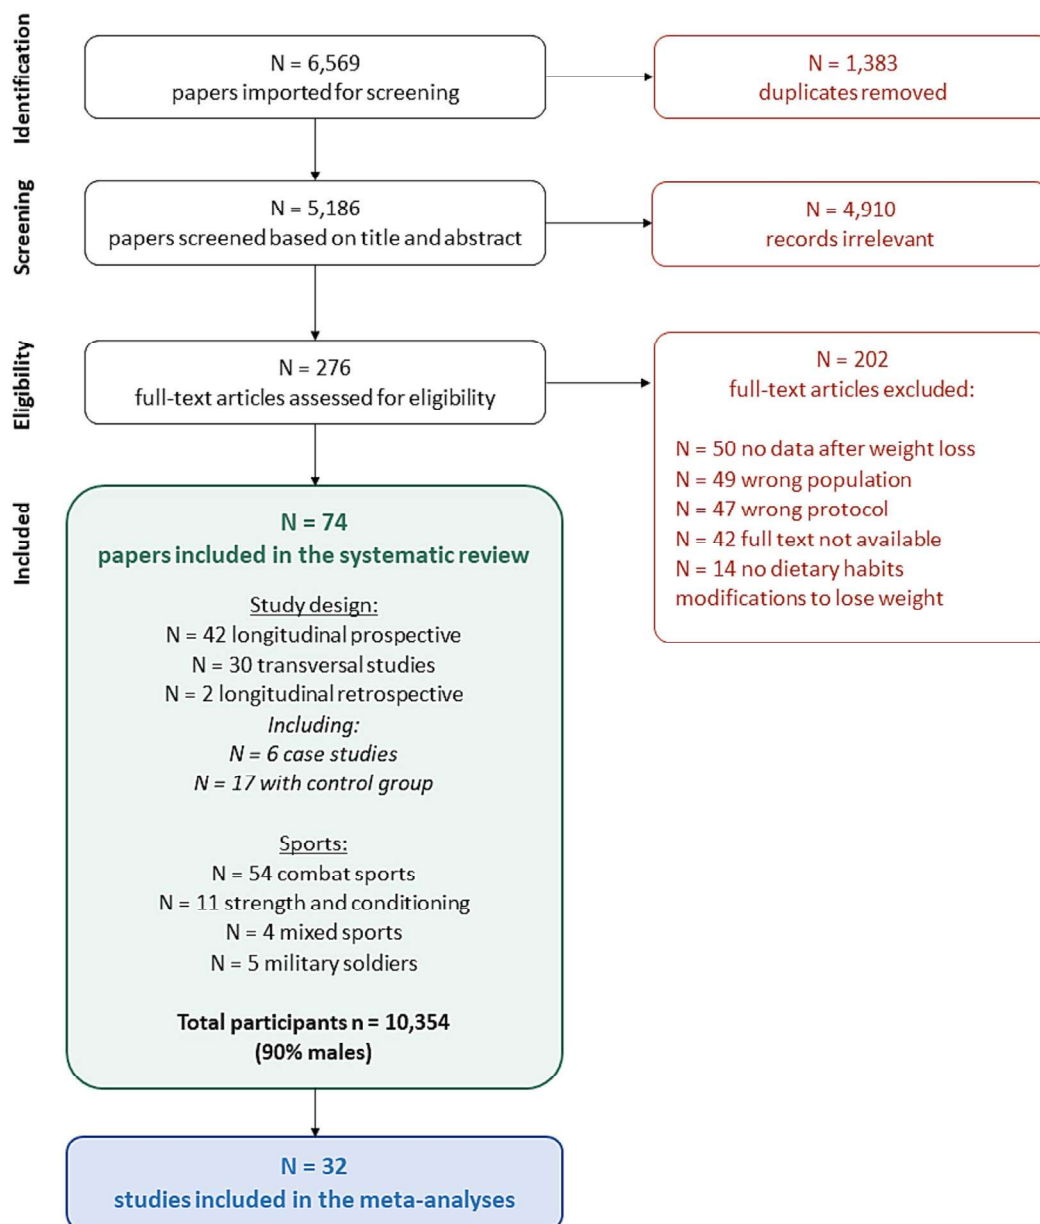 Identification
N = 6,569
papers imported for screening
N = 1,383
duplicates removed
Screening
N = 5,186
papers screened based on title and abstract
N = 4,910
records irrelevant
Eligibility
N = 276
full-text articles assessed for eligibility
N = 202
full-text articles excluded:
N = 50 no data after weight loss
N = 49 wrong population
N = 47 wrong protocol
N = 42 full text not available
N = 14 no dietary habits
modifications to lose weight
Included
N = 74
papers included in the systematic review
Study design:
N = 42 longitudinal prospective
N = 30 transversal studies
N = 2 longitudinal retrospective
Including:
N = 6 case studies
N = 17 with control group
Sports:
N = 54 combat sports
N = 11 strength and conditioning
N = 4 mixed sports
N = 5 military soldiers
Total participants n = 10,354
(90% males)
N = 32
studies included in the meta-analyses